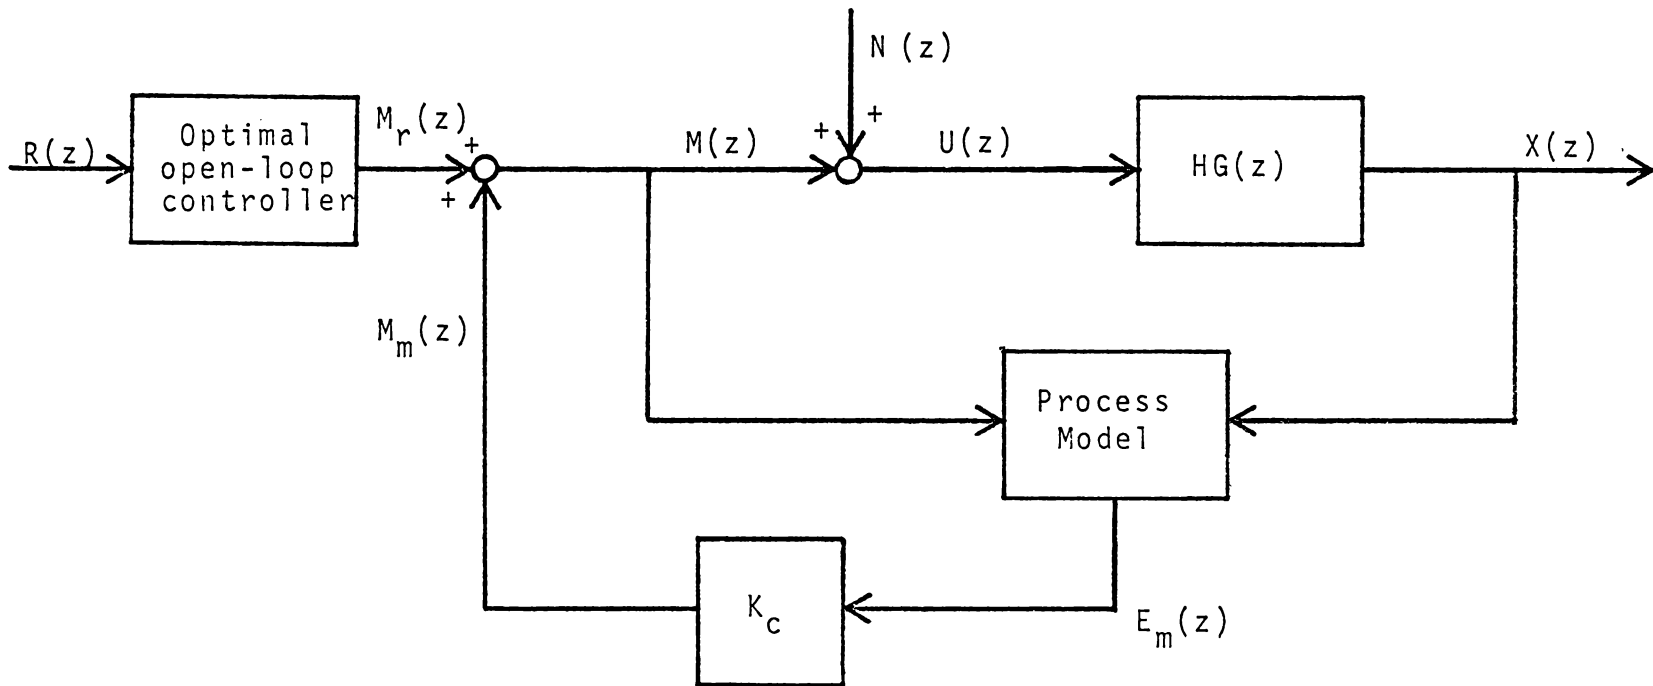 N(z)
R(z)
Optimal
open-loop
controller
M_r(z)
+
+
M(z)
+
+
U(z)
HG(z)
X(z)
M_m(z)
Process
Model
K_c
E_m(z)